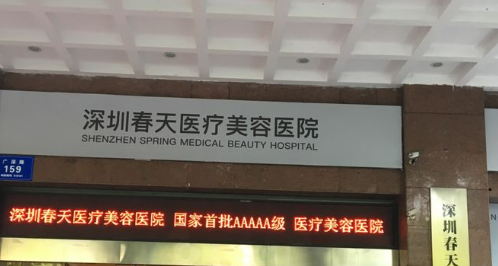 深圳春天医疗美容医院
SHENZHEN SPRING MEDICAL BEAUTY HOSPITAL
159
深圳春天医疗美容医院 国家首批AAAAA级 医疗美容医院
深圳春天